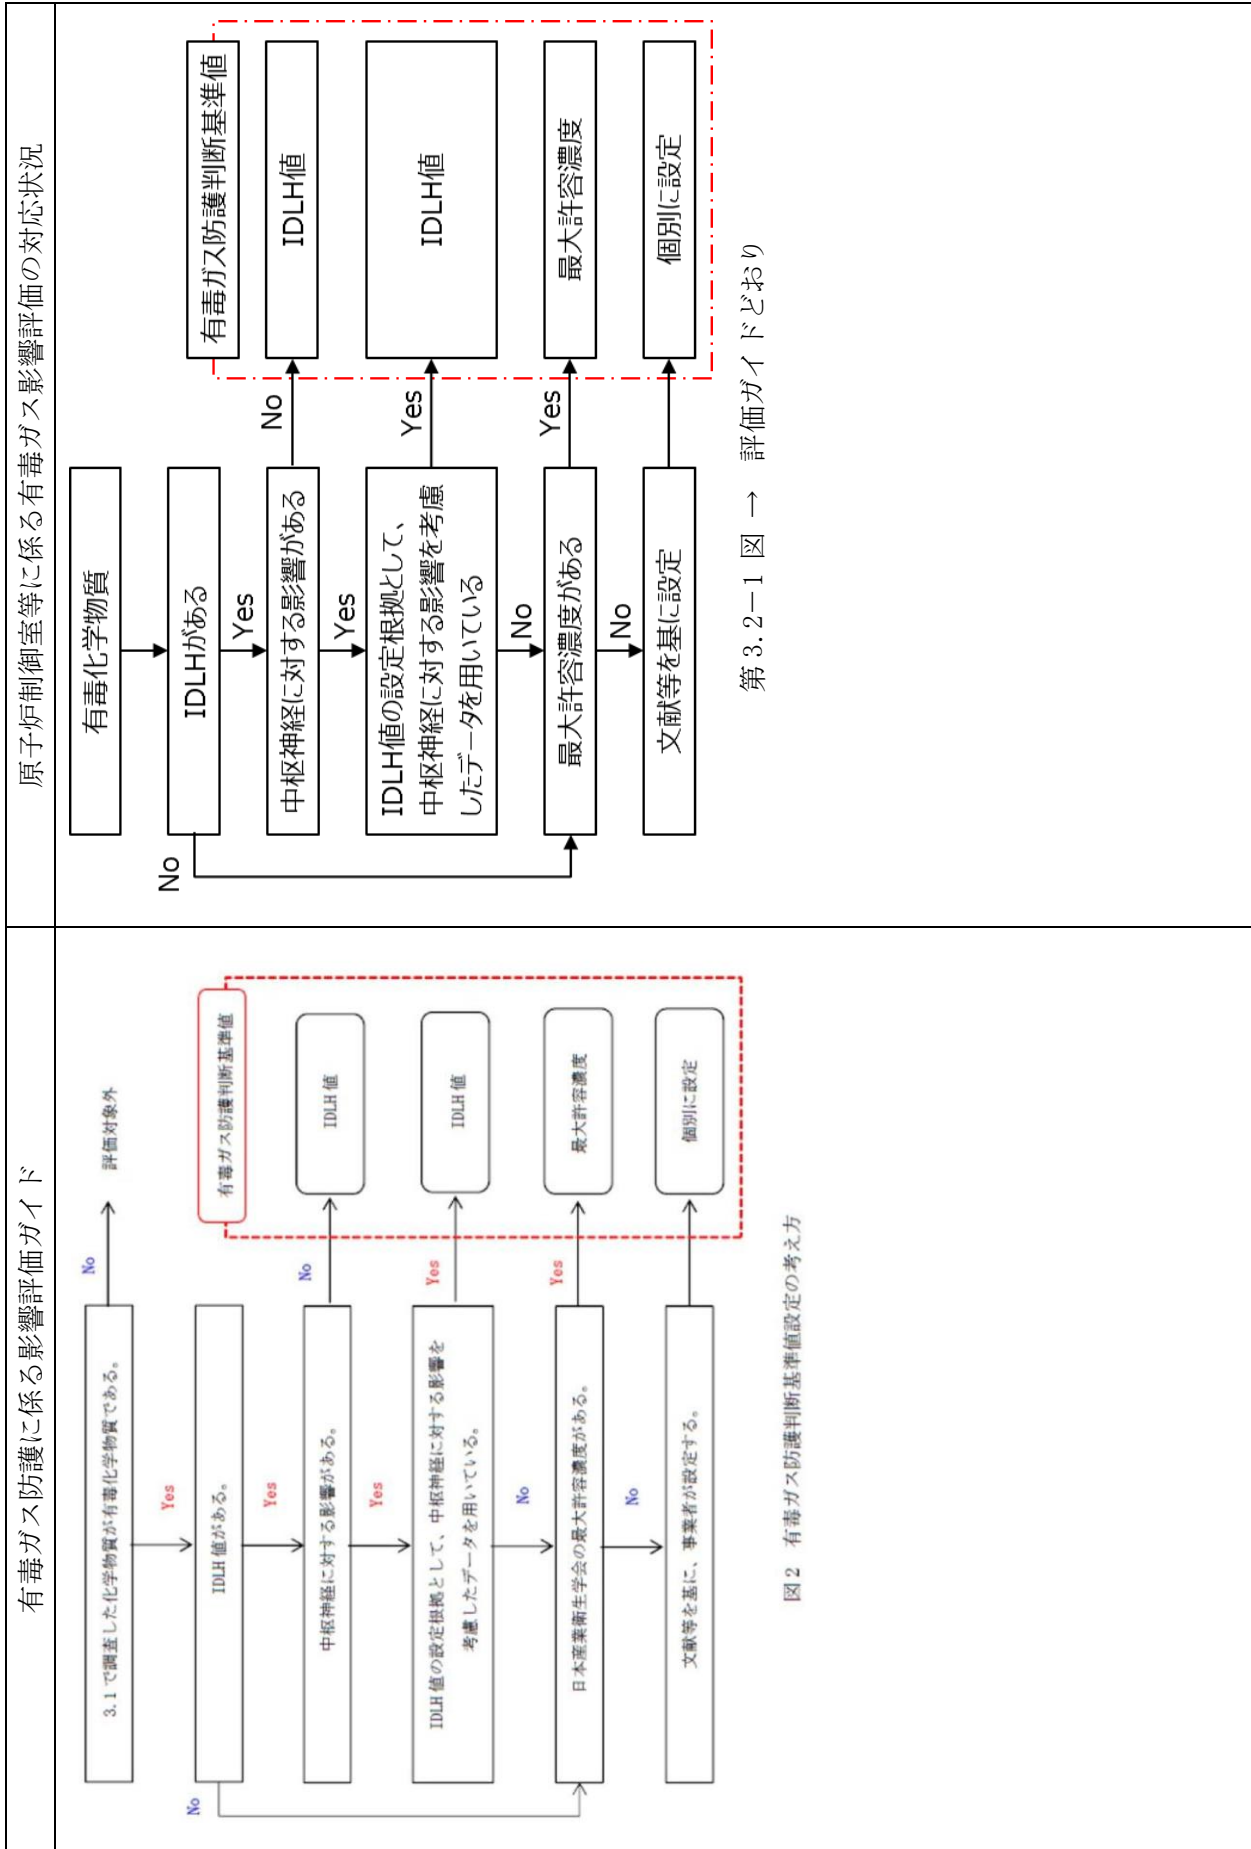 有毒ガス防護に係る影響評価ガイド
3.1で調査した化学物質が有毒化学物質である。
No
評価対象外
Yes
有毒ガス防護判断基準値
No
IDLH 値がある。
Yes
中枢神経に対する影響がある。
No
IDLH 値
Yes
IDLH 値の設定根拠として、中枢神経に対する影響を
考慮したデータを用いている。
Yes
IDLH 値
No
日本産業衛生学会の最大許容濃度がある。
Yes
最大許容濃度
No
文献等を基に、事業者が設定する。
個別に設定
図2 有毒ガス防護判断基準値設定の考え方
原子炉制御室等に係る有毒ガス影響評価の対応状況
有毒化学物質
有毒ガス防護判断基準値
No
IDLHがある
Yes
中枢神経に対する影響がある
No
IDLH値
Yes
IDLH値の設定根拠として、
中枢神経に対する影響を考慮
したデータを用いている
Yes
IDLH値
No
最大許容濃度がある
Yes
最大許容濃度
No
文献等を基に設定
個別に設定
第3.2-1 図 → 評価ガイドどおり